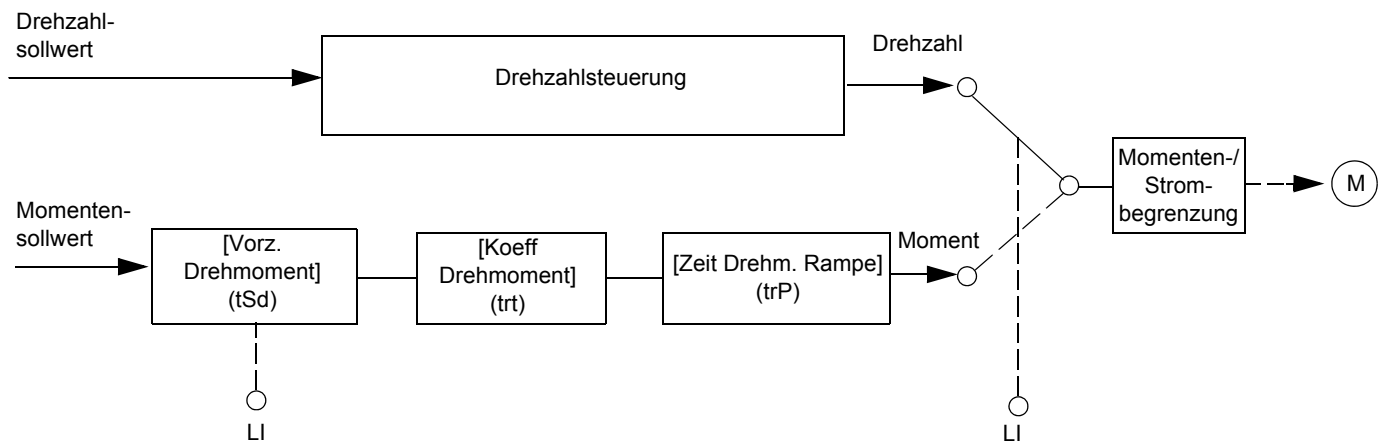 Drehzahl-
sollwert
Drehzahlsteuerung
Drehzahl
Momenten-/
Strom-
begrenzung
M
Momenten-
sollwert
[Vorz.
Drehmoment]
(tSd)
[Koeff
Drehmoment]
(trt)
[Zeit Drehm. Rampe]
(trP)
Moment
LI
LI